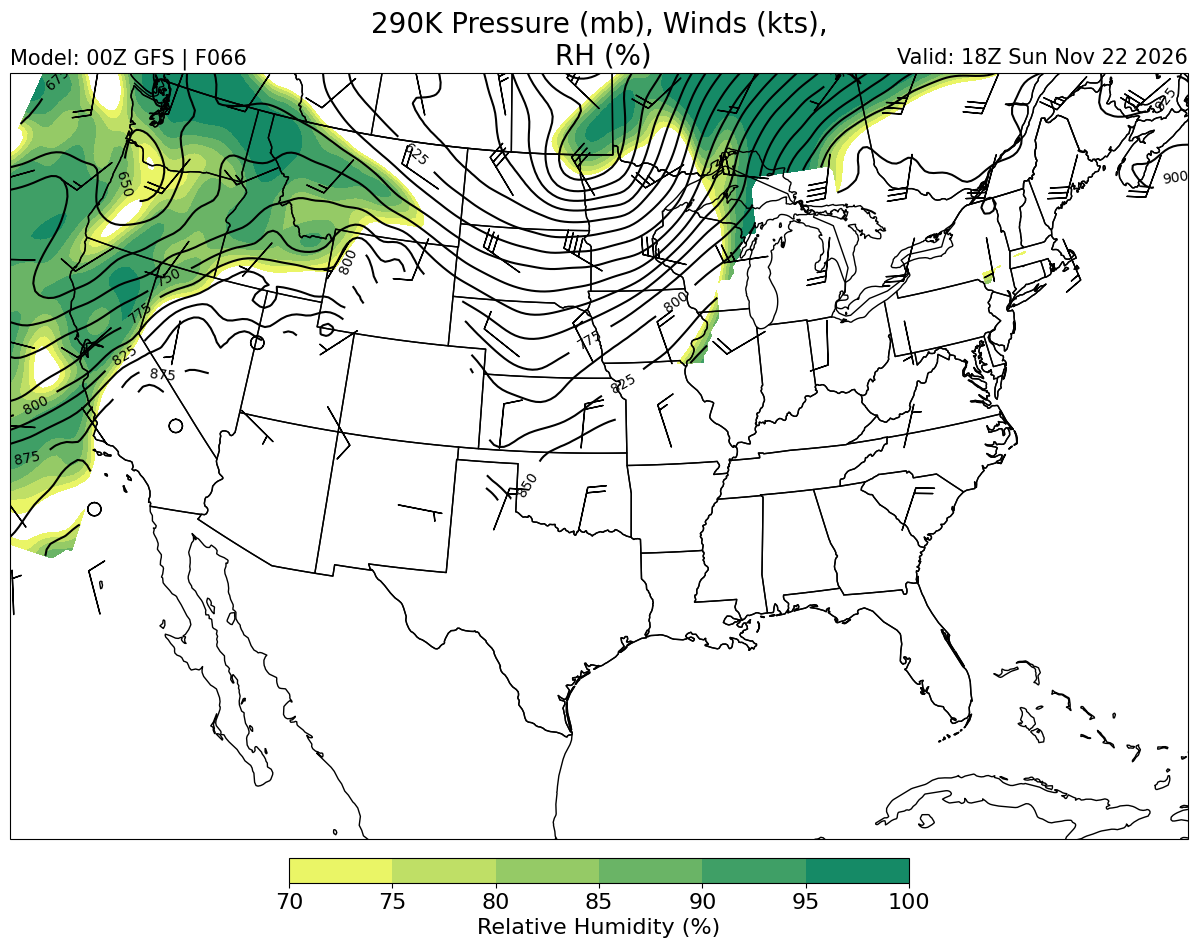 290K Pressure (mb), Winds (kts),
RH (%)
Model: 00Z GFS | F066
Valid: 18Z Sun Nov 22 2026
675
625
825
650
900
800
750
800
775
775
825
875
825
800
875
850
70 75 80 85 90 95 100
Relative Humidity (%)